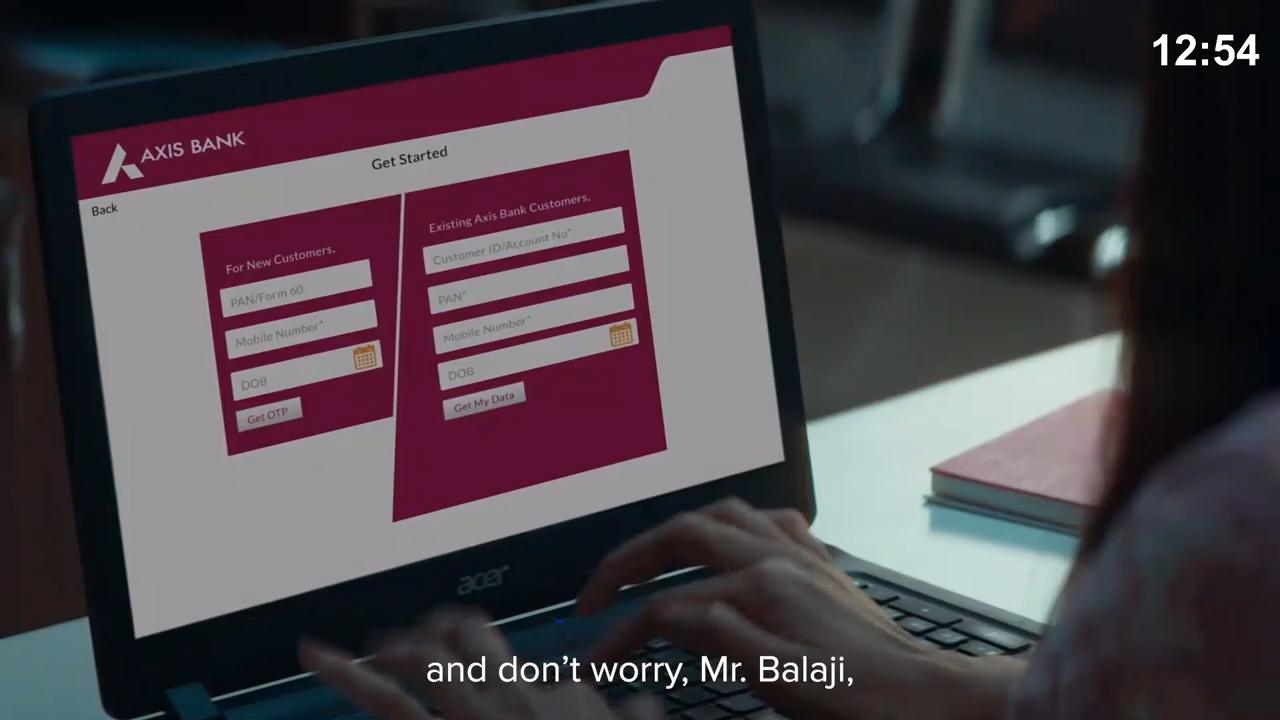 12:54
AXIS BANK
Get Started
Back
For New Customers,
PAN/Form 60
Mobile Number*
DOB
Get OTP
Existing Axis Bank Customers,
Customer ID/Account No*
PAN*
Mobile Number*
DOB
Get My Data
acer
and don’t worry, Mr. Balaji,